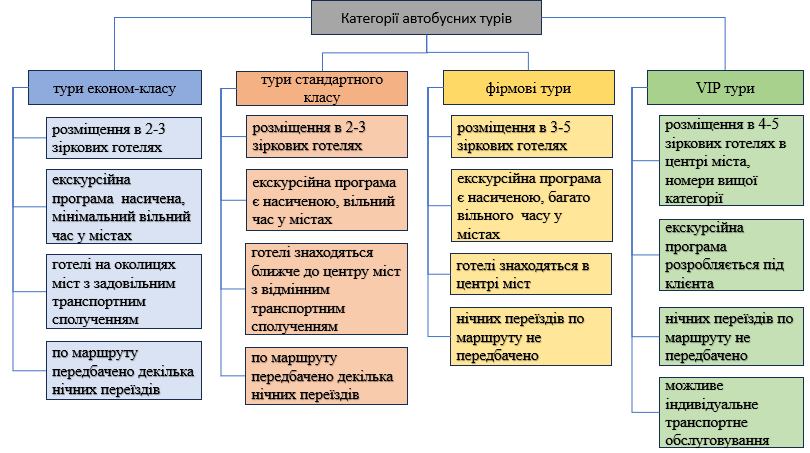 Категорії автобусних турів
тури економ-класу
розміщення в 2-3
зіркових готелях
екскурсійна
програма насичена,
мінімальний вільний
час у містах
готелі на околицях
міст з задовільним
транспортним
сполученням
по маршруту
передбачено декілька
нічних переїздів
тури стандартного
класу
розміщення в 2-3
зіркових готелях
екскурсійна програма
є насиченою, вільний
час у містах
готелі знаходяться
ближче до центру міст
з відмінним
транспортним
сполученням
по маршруту
передбачено декілька
нічних переїздів
фірмові тури
розміщення в 3-5
зіркових готелях
екскурсійна програма
є насиченою, багато
вільного часу у
містах
готелі знаходяться в
центрі міст
нічних переїздів по
маршруту не
передбачено
VIP тури
розміщення в 4-5
зіркових готелях в
центрі міста,
номери вищої
категорії
екскурсійна
програма
розробляється під
клієнта
нічних переїздів по
маршруту не
передбачено
можливе
індивідуальне
транспортне
обслуговування